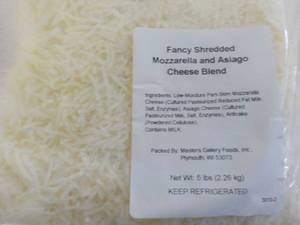 Fancy Shredded
Mozzarella and Asiago
Cheese Blend
Ingredients: Low-Moisture Part-Skim Mozzarella
Cheese (Cultured Pasteurized Reduced Fat Milk,
Salt, Enzymes), Asiago Cheese (Cultured
Pasteurized Milk, Salt, Enzymes), Anticake
(Powdered Cellulose).
Contains MILK
Packed By: Masters Gallery Foods, Inc.,
Plymouth, WI 53073
Net Wt: 5 lbs (2.26 kg)
KEEP REFRIGERATED